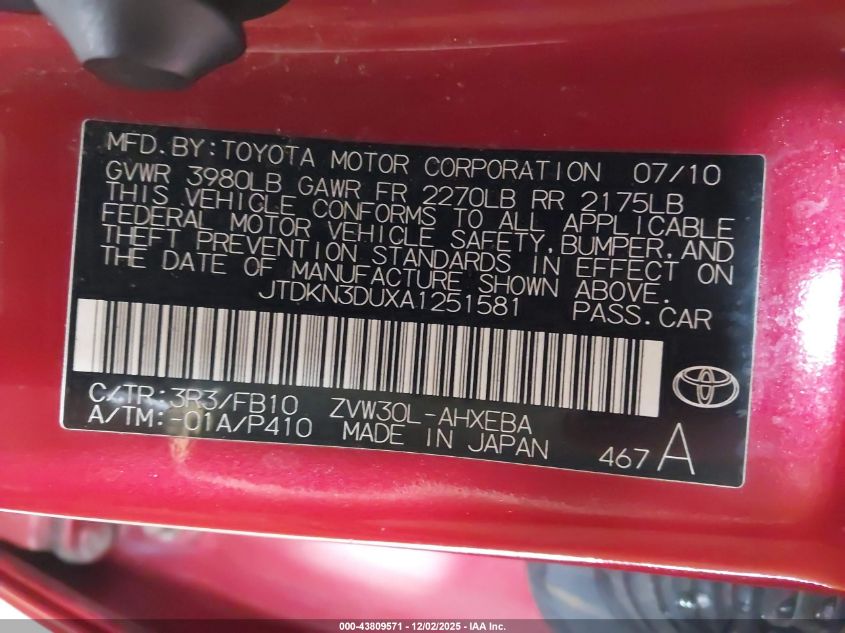 MFD.BY:TOYOTA MOTOR CORPORATION 07/10
GVWR 3980LB GAWR FR 2270LB RR 2175LB
THIS VEHICLE CONFORMS TO ALL APPLICABLE
FEDERAL MOTOR VEHICLE SAFETY,BUMPER,AND
THEFT PREVENTION STANDARDS IN EFFECT ON
THE DATE OF MANUFACTURE SHOWN ABOVE.
JTDKN3DUXA1251581 PASS.CAR
C/TR:3R3/FB10 ZVW30L-AHXEBA
A/TM:-01A/P410 MADE IN JAPAN
467 A
000-43809571 - 12/02/2025 - IAA Inc.